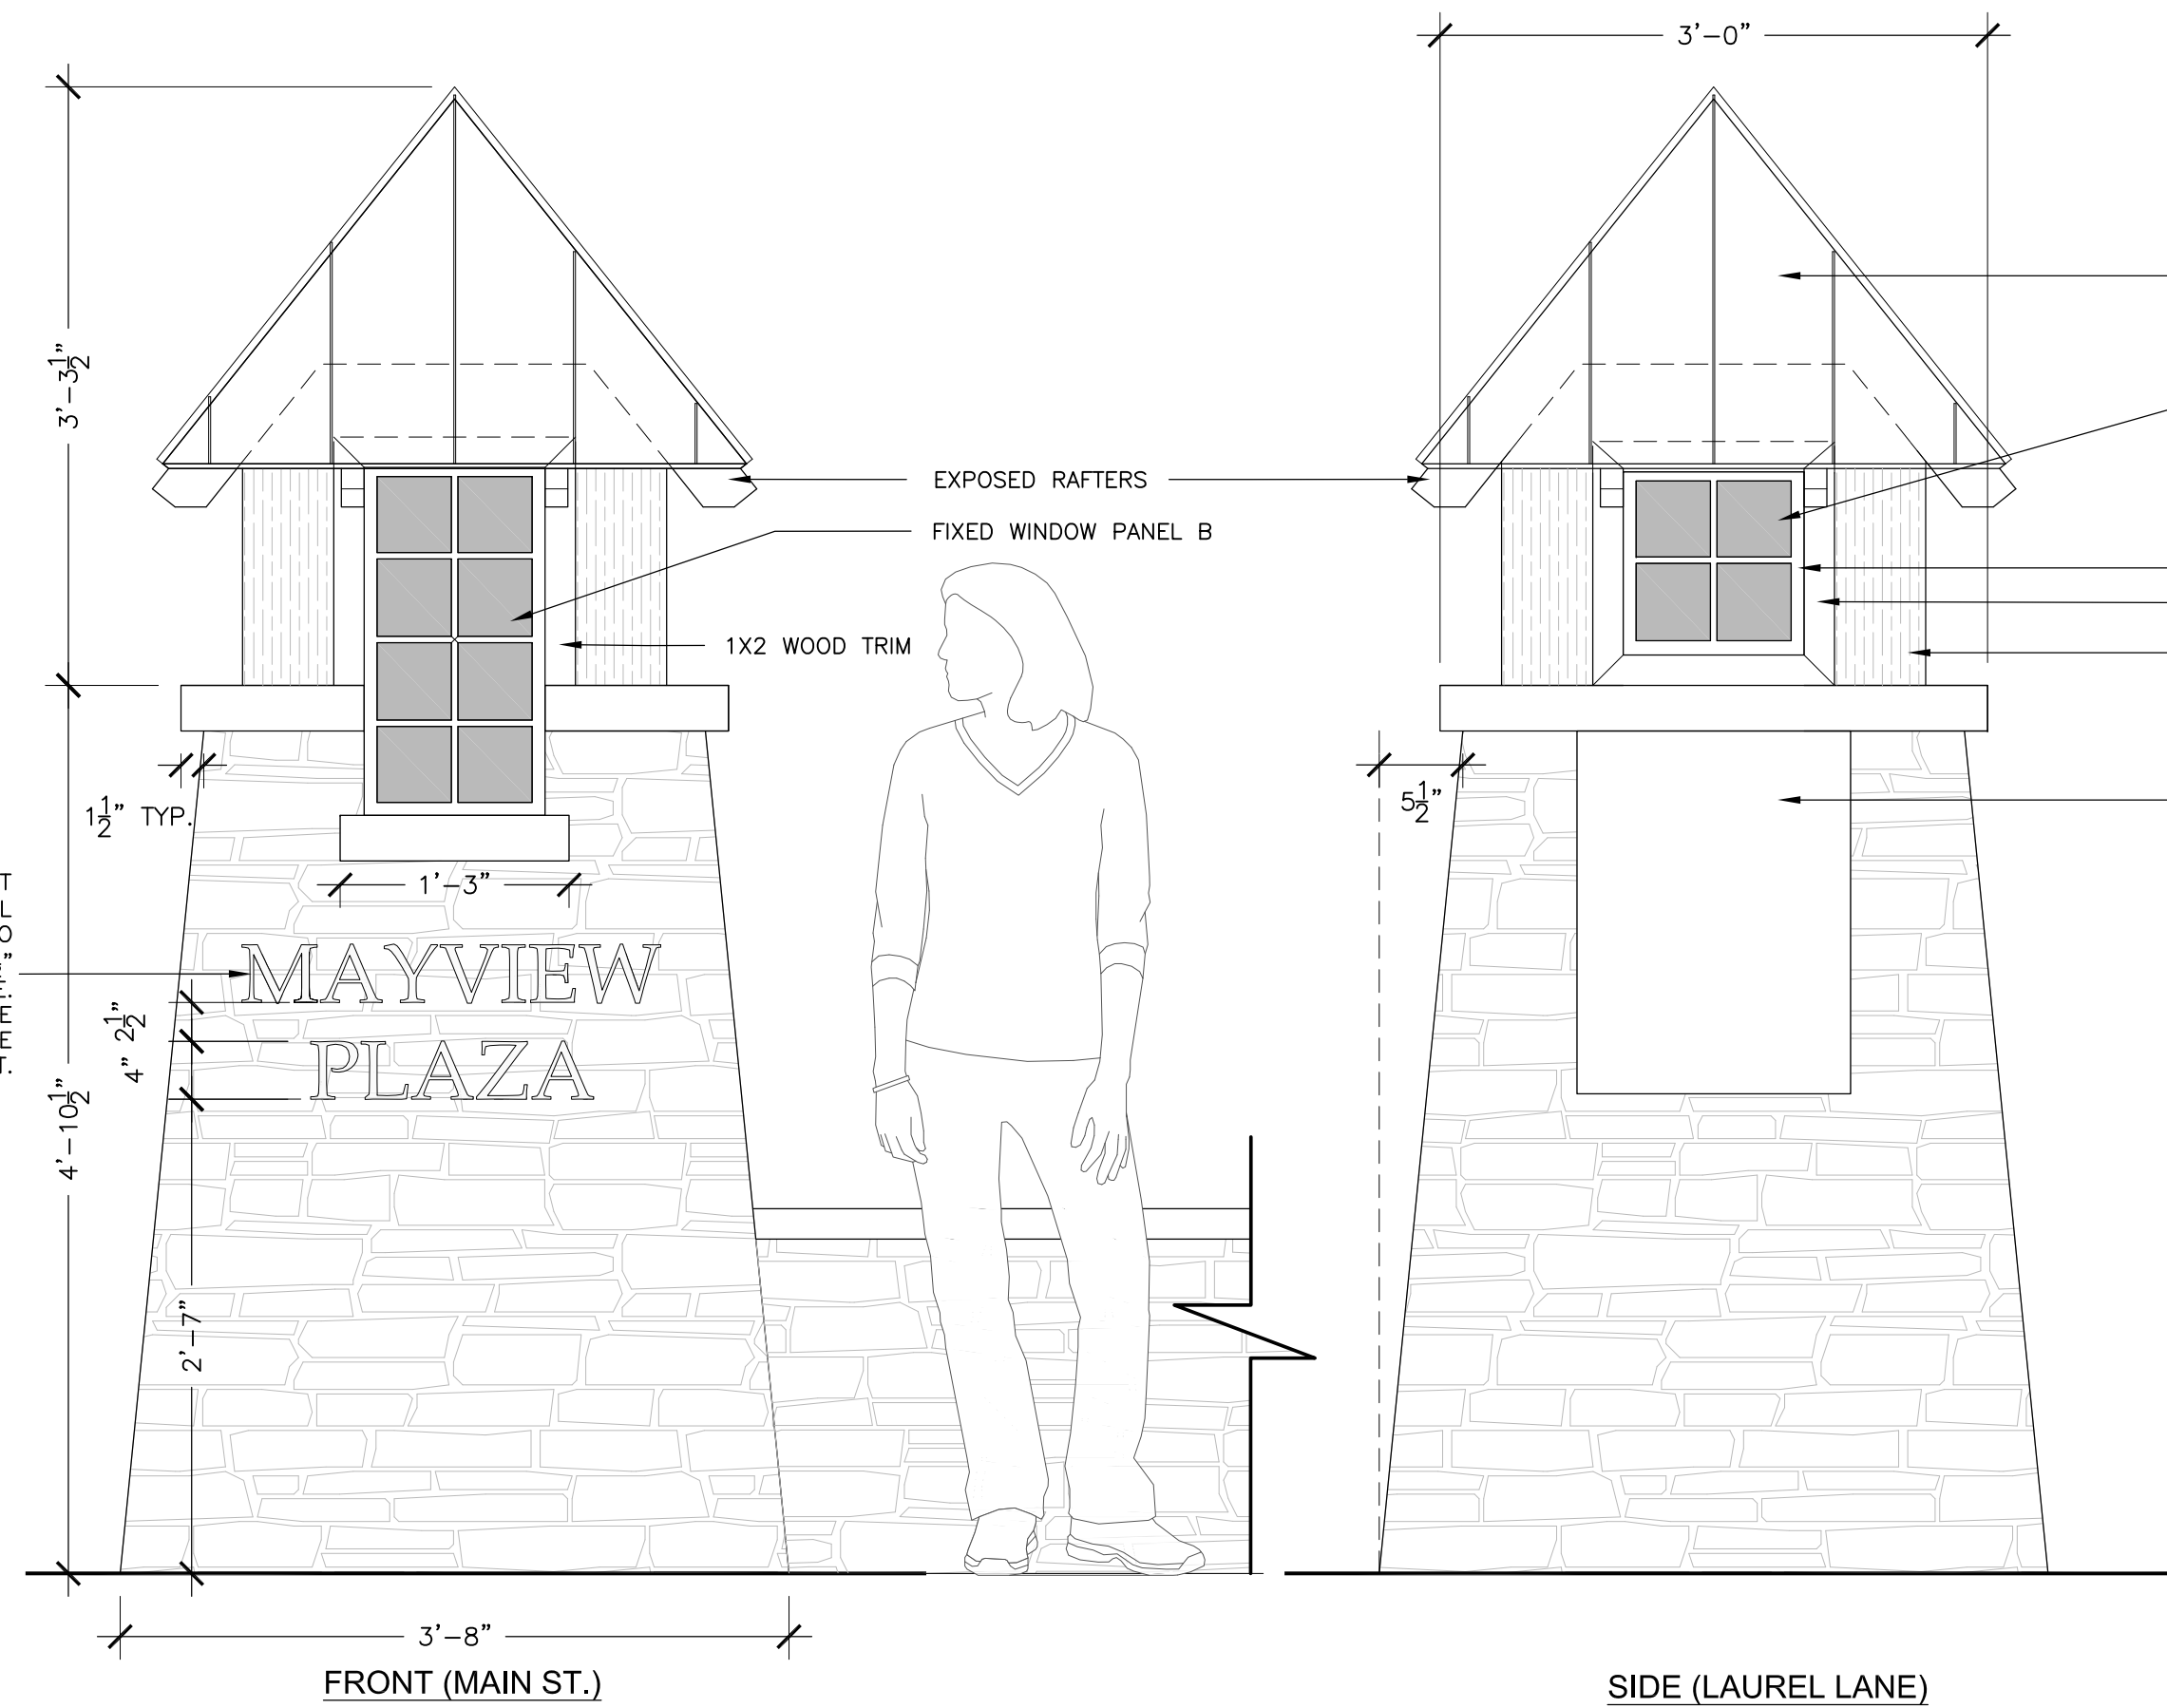 3'-0"
3'-3½"
EXPOSED RAFTERS
FIXED WINDOW PANEL B
1X2 WOOD TRIM
1½" TYP.
5½"
1'-3"
MAYVIEW
2½"
PLAZA
4"
4'-10½"
2'-7"
3'-8"
FRONT (MAIN ST.)
SIDE (LAUREL LANE)